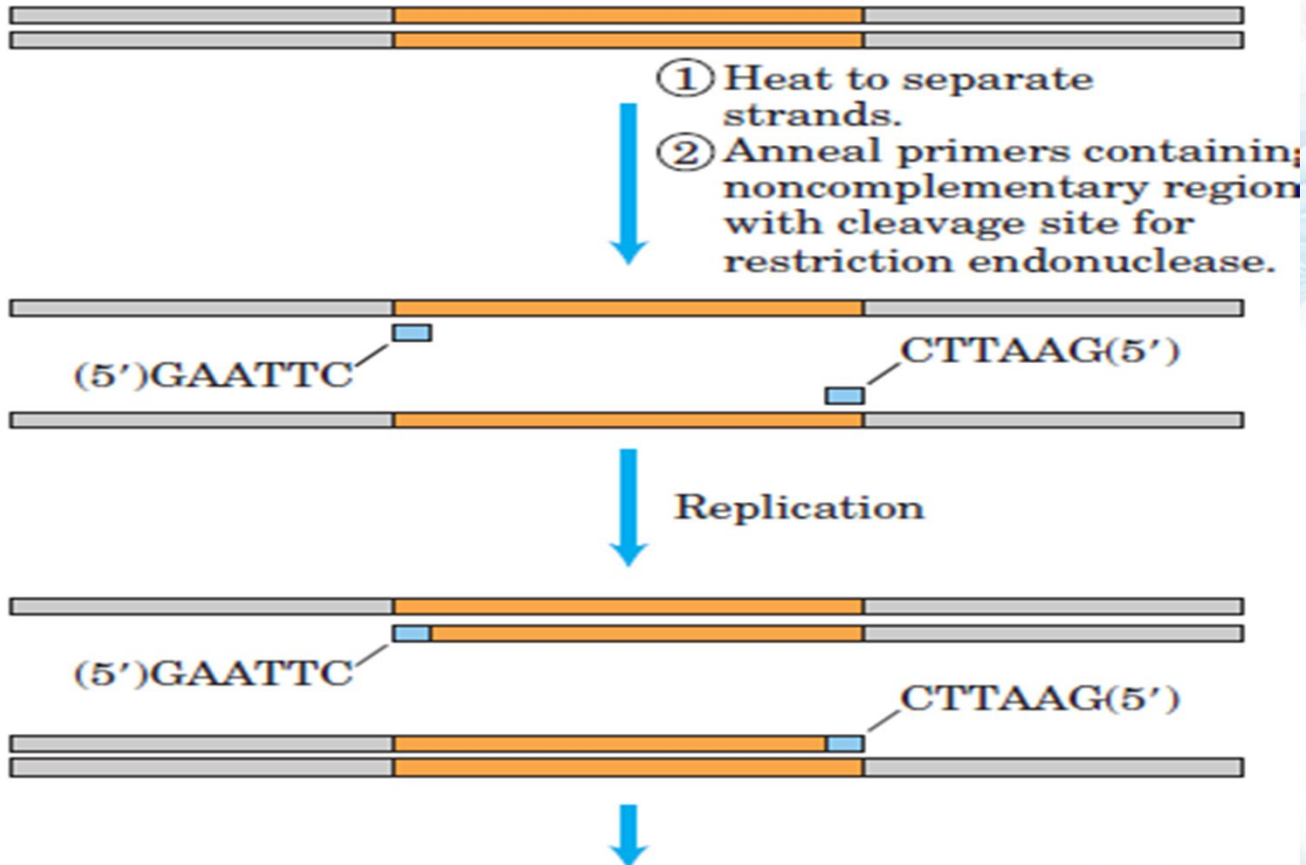 ① Heat to separate
strands.
② Anneal primers containing
noncomplementary region
with cleavage site for
restriction endonuclease.
(5′)GAATTC
CTTAAG(5′)
Replication
(5′)GAATTC
CTTAAG(5′)